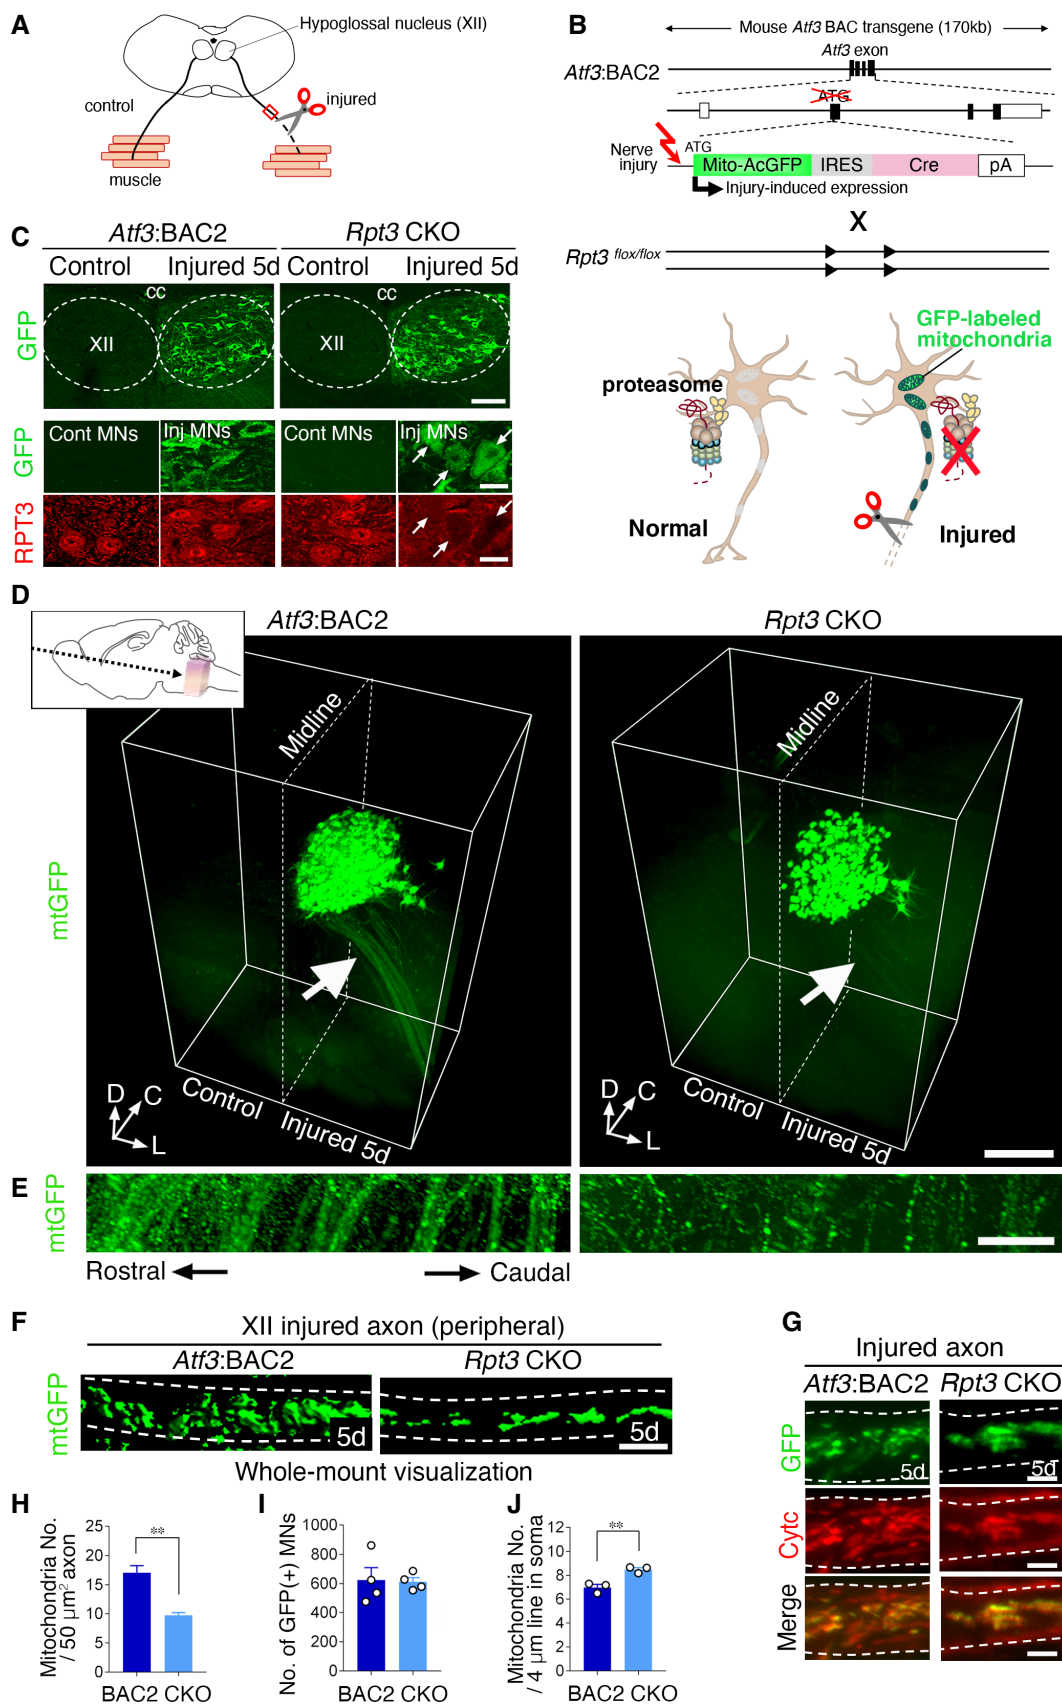 A
Hypoglossal nucleus (XII)
control
injured
muscle
B
Mouse Atf3 BAC transgene (170kb)
Atf3 exon
Atf3:BAC2
ATG
Nerve
injury
ATG
Mito-AcGFP IRES Cre pA
Injury-induced expression
X
Rpt3 flox/flox
GFP-labeled
mitochondria
proteasome
Normal
Injured
C
Atf3:BAC2
Rpt3 CKO
Control Injured 5d Control Injured 5d
GFP
cc
XII
cc
XII
GFP
Cont MNs
Inj MNs
Cont MNs
Inj MNs
RPT3
D
Atf3:BAC2
Rpt3 CKO
mtGFP
Midline
Midline
Control
Injured 5d
Control
Injured 5d
D C
L
D C
L
E
mtGFP
Rostral
Caudal
F
XII injured axon (peripheral)
Atf3:BAC2
Rpt3 CKO
mtGFP
5d
5d
Whole-mount visualization
G
Injured axon
Atf3:BAC2 Rpt3 CKO
GFP
5d
5d
Cytc
Merge
H
Mitochondria No.
/ 50 µm2 axon
25
20
15
10
5
0
**
BAC2 CKO
I
No. of GFP(+) MNs
1000
800
600
400
200
0
BAC2 CKO
J
Mitochondria No.
/ 4 µm line in soma
12
10
8
6
4
2
0
**
BAC2 CKO